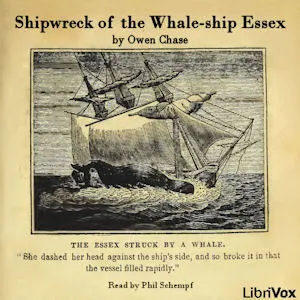 Shipwreck of the Whale-ship Essex
by Owen Chase
THE ESSEX STRUCK BY A WHALE.
"She dashed her head against the ship's side, and so broke it in that
the vessel filled rapidly."
Read by Phil Schempf
LibriVox